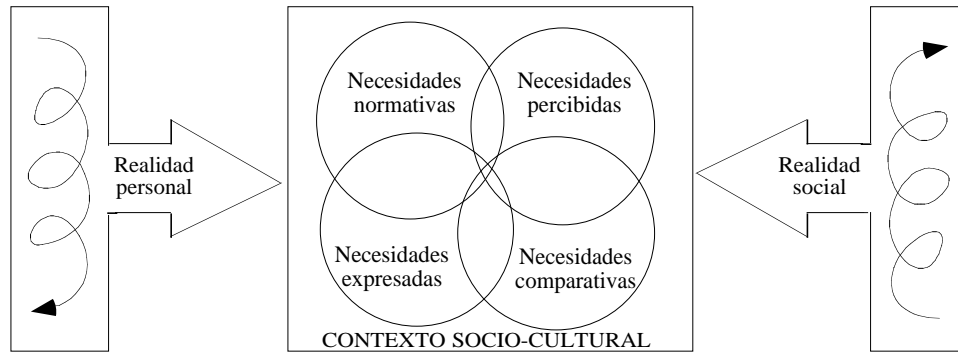 Necesidades
normativas
Necesidades
percibidas
Realidad
personal
Realidad
social
Necesidades
expresadas
Necesidades
comparativas
CONTEXTO SOCIO-CULTURAL